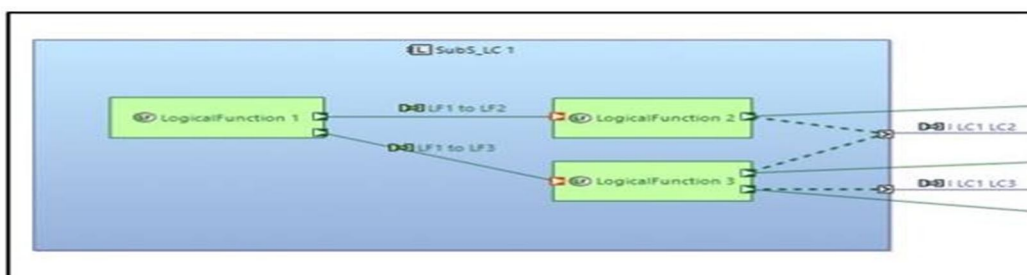 SubS_LC 1
LF1 to LF2
LogicalFunction 1
LogicalFunction 2
I LC1 LC2
LF1 to LF3
LogicalFunction 3
I LC1 LC3